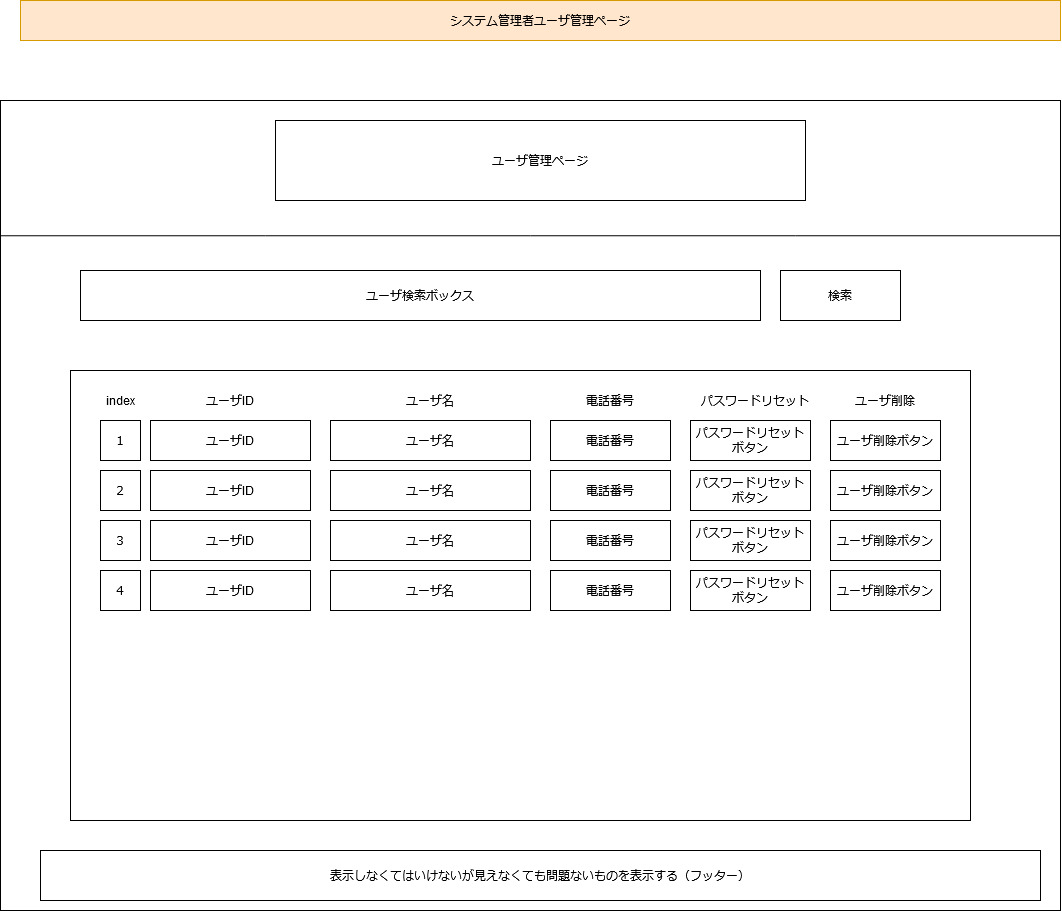 システム管理者ユーザ管理ページ
ユーザ管理ページ
ユーザ検索ボックス 検索
index ユーザID ユーザ名 電話番号 パスワードリセット ユーザ削除
1 ユーザID ユーザ名 電話番号 パスワードリセット
ボタン ユーザ削除ボタン
2 ユーザID ユーザ名 電話番号 パスワードリセット
ボタン ユーザ削除ボタン
3 ユーザID ユーザ名 電話番号 パスワードリセット
ボタン ユーザ削除ボタン
4 ユーザID ユーザ名 電話番号 パスワードリセット
ボタン ユーザ削除ボタン
表示しなくてはいけないが見えなくても問題ないものを表示する（フッター）